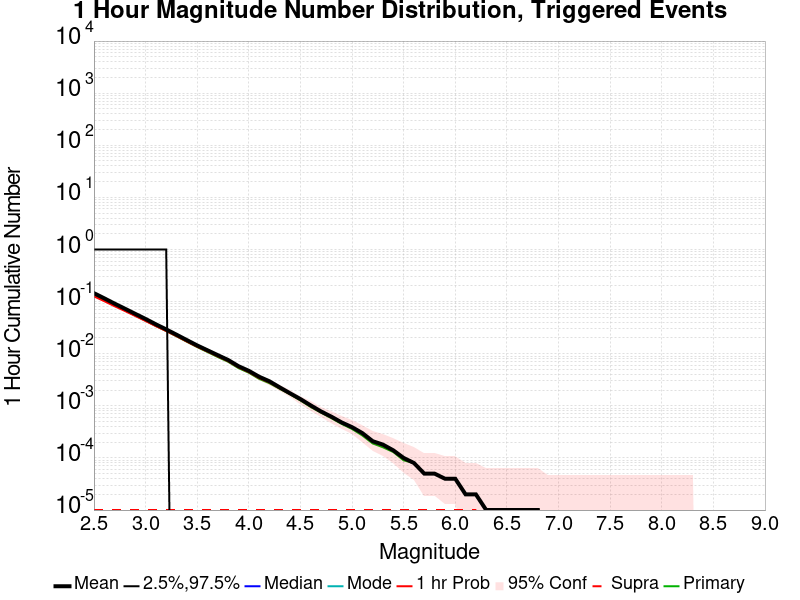 1 Hour Magnitude Number Distribution, Triggered Events
1 Hour Cumulative Number
10^4
10^3
10^2
10^1
10^0
10^-1
10^-2
10^-3
10^-4
10^-5
2.5 3.0 3.5 4.0 4.5 5.0 5.5 6.0 6.5 7.0 7.5 8.0 8.5 9.0
Magnitude
Mean 2.5%,97.5% Median Mode 1 hr Prob 95% Conf Supra Primary